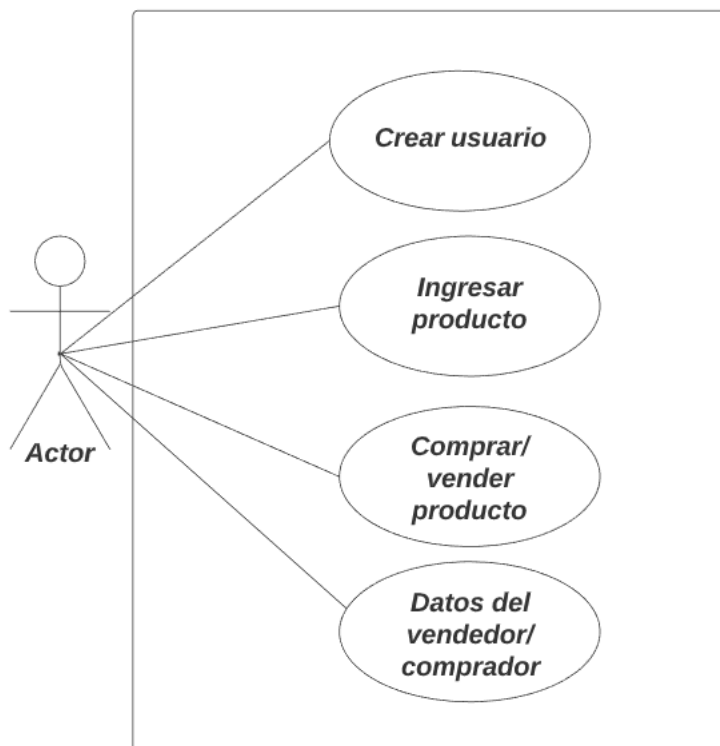 Crear usuario
Ingresar
producto
Comprar/
vender
producto
Actor
Datos del
vendedor/
comprador